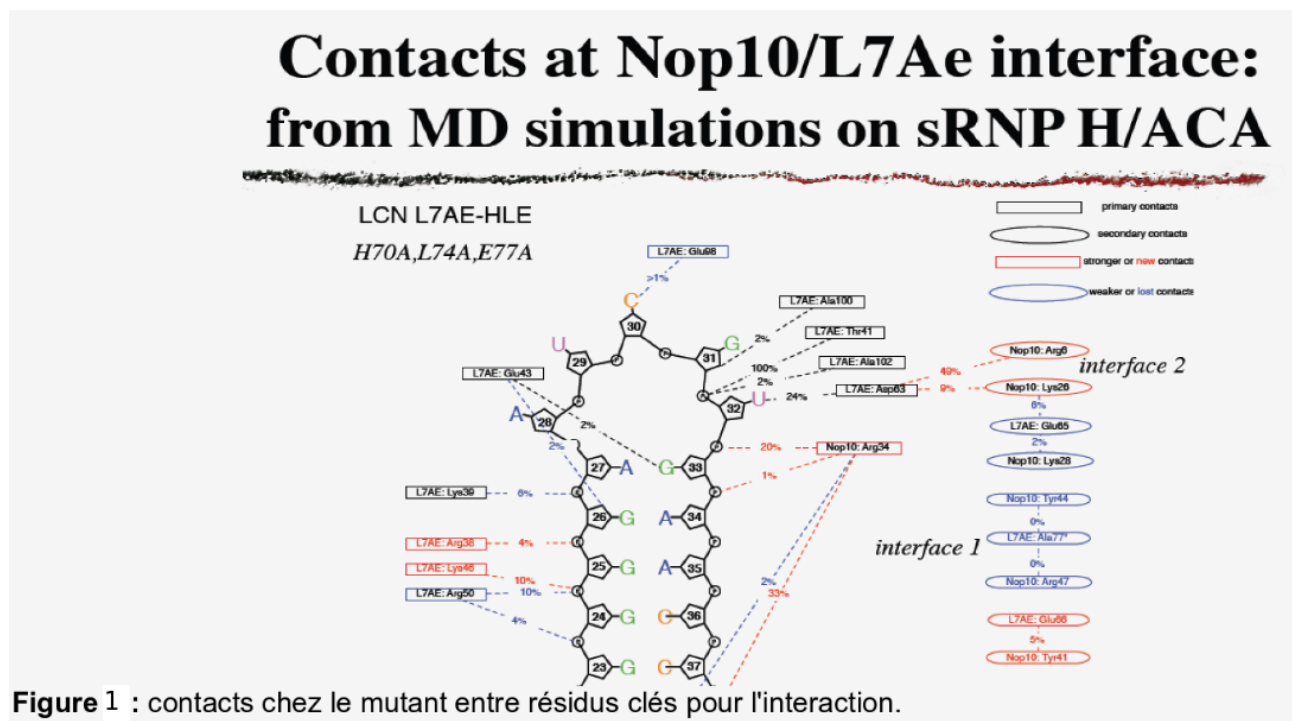 Contacts at Nop10/L7Ae interface:
from MD simulations on sRNP H/ACA
LCN L7AE-HLE
H70A,L74A,E77A
primary contacts
secondary contacts
stronger or new contacts
weaker or lost contacts
L7AE: Glu98
>1%
C
30
L7AE: Ala100
2%
U
29
31
G
L7AE: Thr41
100%
L7AE: Ala102
2%
L7AE: Glu43
L7AE: Asp63
24%
32
U
49%
Nop10: Arg6
interface 2
9%
Nop10: Lys26
6%
L7AE: Glu65
2%
Nop10: Lys28
A
28
2%
2%
27
A
G
33
20%
Nop10: Arg34
1%
L7AE: Lys39
6%
26
G
A
34
Nop10: Tyr44
0%
L7AE: Ala77*
interface 1
0%
Nop10: Arg47
L7AE: Arg38
4%
25
G
A
35
L7AE: Lys46
10%
L7AE: Arg50
10%
2%
33%
24
G
C
36
4%
L7AE: Glu66
5%
Nop10: Tyr41
23
G
C
37
Figure 1 : contacts chez le mutant entre résidus clés pour l'interaction.